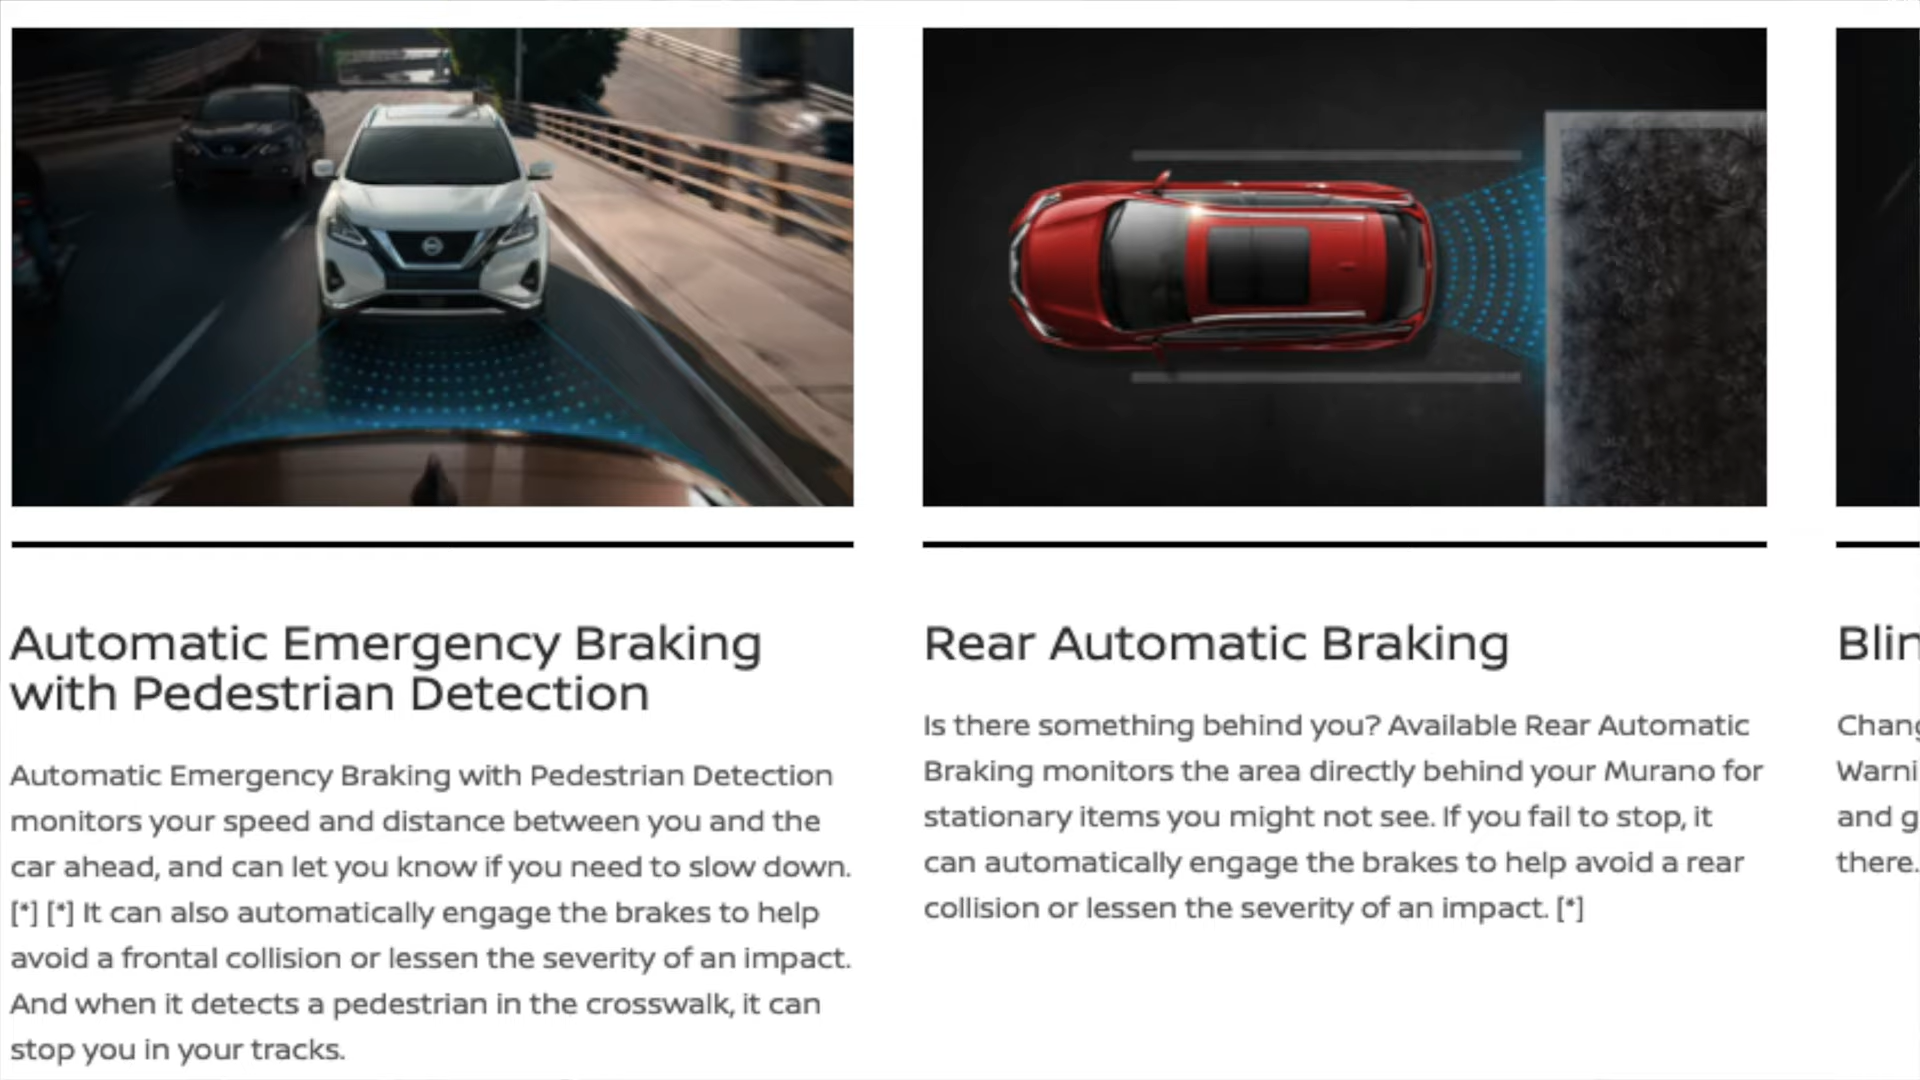 Automatic Emergency Braking
with Pedestrian Detection
Automatic Emergency Braking with Pedestrian Detection
monitors your speed and distance between you and the
car ahead, and can let you know if you need to slow down.
[*] [*] It can also automatically engage the brakes to help
avoid a frontal collision or lessen the severity of an impact.
And when it detects a pedestrian in the crosswalk, it can
stop you in your tracks.
Rear Automatic Braking
Is there something behind you? Available Rear Automatic
Braking monitors the area directly behind your Murano for
stationary items you might not see. If you fail to stop, it
can automatically engage the brakes to help avoid a rear
collision or lessen the severity of an impact. [*]
Blin
Chang
Warni
and g
there.